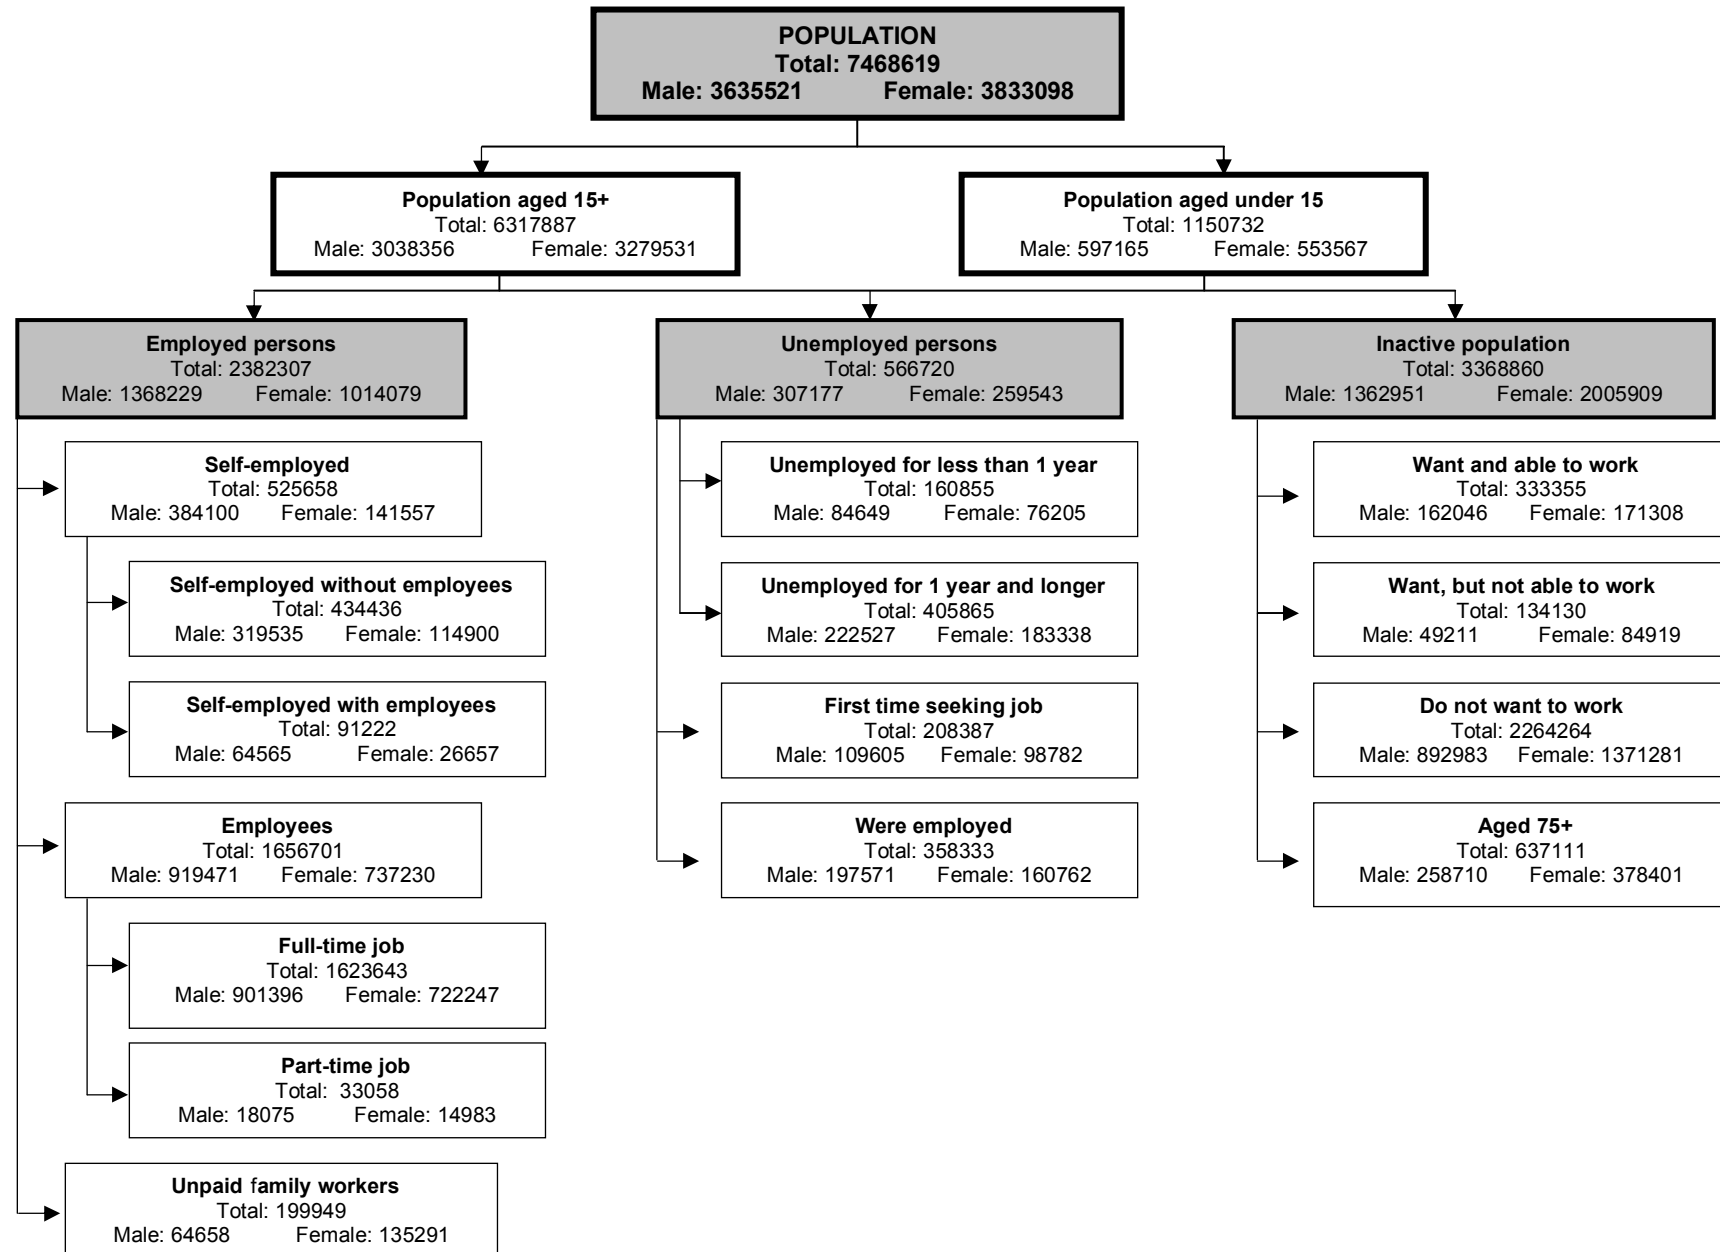 POPULATION
Total: 7468619
Male: 3635521 Female: 3833098
Population aged 15+
Total: 6317887
Male: 3038356 Female: 3279531
Population aged under 15
Total: 1150732
Male: 597165 Female: 553567
Employed persons
Total: 2382307
Male: 1368229 Female: 1014079
Self-employed
Total: 525658
Male: 384100 Female: 141557
Self-employed without employees
Total: 434436
Male: 319535 Female: 114900
Self-employed with employees
Total: 91222
Male: 64565 Female: 26657
Employees
Total: 1656701
Male: 919471 Female: 737230
Full-time job
Total: 1623643
Male: 901396 Female: 722247
Part-time job
Total: 33058
Male: 18075 Female: 14983
Unpaid family workers
Total: 199949
Male: 64658 Female: 135291
Unemployed persons
Total: 566720
Male: 307177 Female: 259543
Unemployed for less than 1 year
Total: 160855
Male: 84649 Female: 76205
Unemployed for 1 year and longer
Total: 405865
Male: 222527 Female: 183338
First time seeking job
Total: 208387
Male: 109605 Female: 98782
Were employed
Total: 358333
Male: 197571 Female: 160762
Inactive population
Total: 3368860
Male: 1362951 Female: 2005909
Want and able to work
Total: 333355
Male: 162046 Female: 171308
Want, but not able to work
Total: 134130
Male: 49211 Female: 84919
Do not want to work
Total: 2264264
Male: 892983 Female: 1371281
Aged 75+
Total: 637111
Male: 258710 Female: 378401